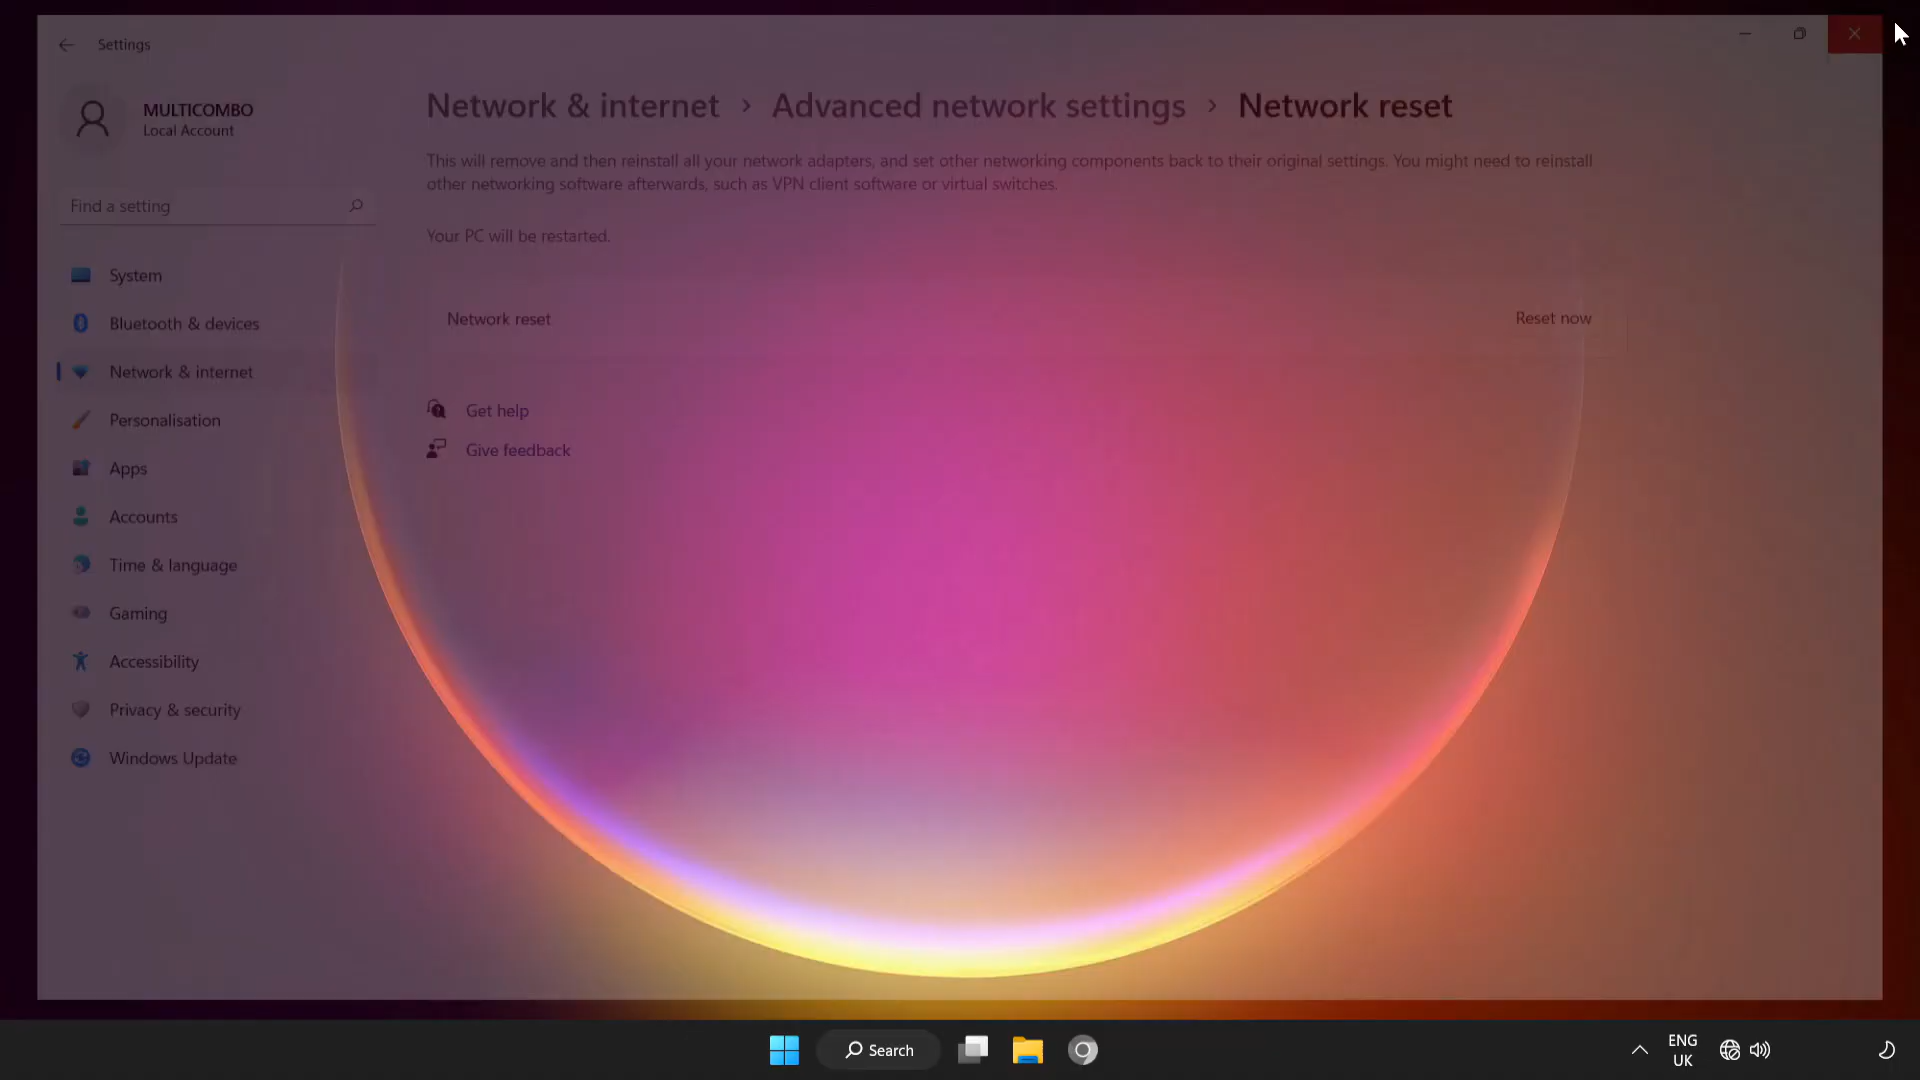 Settings
MULTICOMBO
Local Account
Find a setting
System
Bluetooth & devices
Network & internet
Personalisation
Apps
Accounts
Time & language
Gaming
Accessibility
Privacy & security
Windows Update
Network & internet > Advanced network settings > Network reset
This will remove and then reinstall all your network adapters, and set other networking components back to their original settings. You might need to reinstall
other networking software afterwards, such as VPN client software or virtual switches.
Your PC will be restarted.
Network reset
Reset now
Get help
Give feedback
Search
ENG
UK